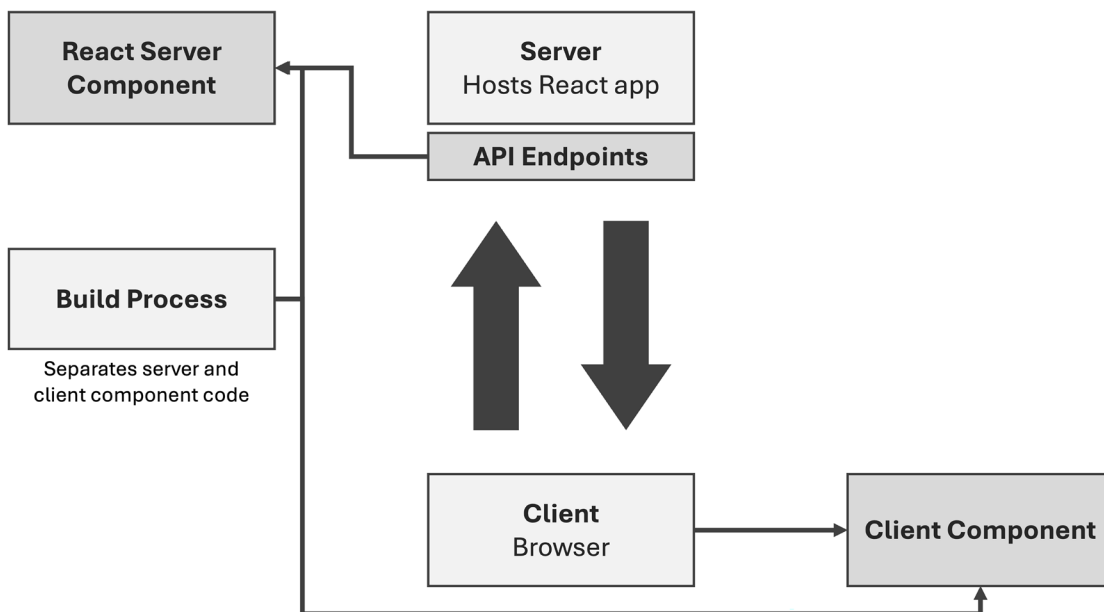 React Server
Component
Server
Hosts React app
API Endpoints
Build Process
Separates server and
client component code
Client
Browser
Client Component